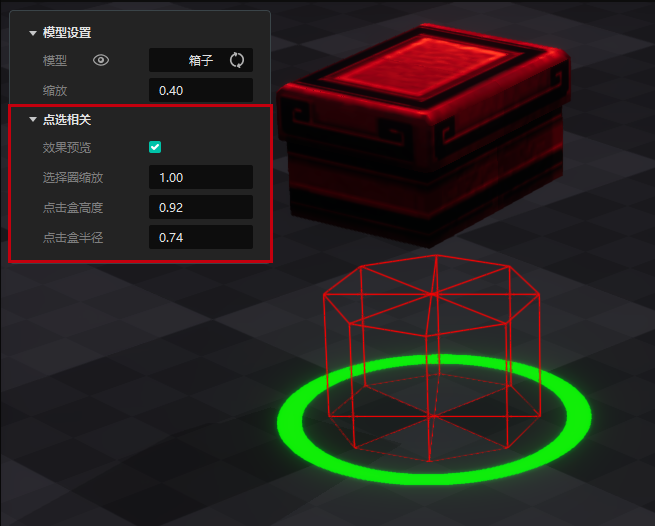 模型设置
模型 箱子
缩放 0.40
点选相关
效果预览
选择圈缩放 1.00
点击盒高度 0.92
点击盒半径 0.74